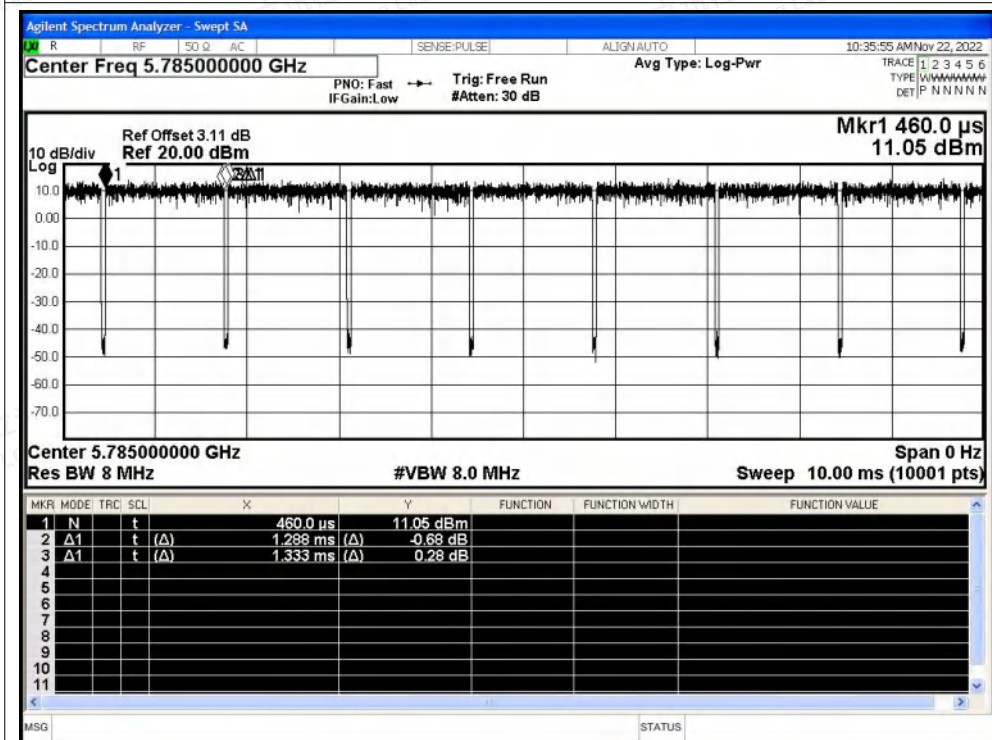 Agilent Spectrum Analyzer - Swept SA
LXI R RF 50 Ω AC SENSE:PULSE ALIGN AUTO 10:35:55 AM Nov 22, 2022
Center Freq 5.785000000 GHz Avg Type: Log-Pwr TRACE 1 2 3 4 5 6
PNO: Fast Trig: Free Run TYPE WWWWWW
IFGain:Low #Atten: 30 dB DET P N N N N N
Mkr1 460.0 µs
11.05 dBm
Ref Offset 3.11 dB
10 dB/div Ref 20.00 dBm
Log
1
10.0
0.00
-10.0
-20.0
-30.0
-40.0
-50.0
-60.0
-70.0
Center 5.785000000 GHz Span 0 Hz
Res BW 8 MHz #VBW 8.0 MHz Sweep 10.00 ms (10001 pts)
MKR MODE TRC SCL X Y FUNCTION FUNCTION WIDTH FUNCTION VALUE
1 N t 460.0 µs 11.05 dBm
2 Δ1 t (Δ) 1.288 ms (Δ) -0.68 dB
3 Δ1 t (Δ) 1.333 ms (Δ) 0.28 dB
4
5
6
7
8
9
10
11
MSG STATUS